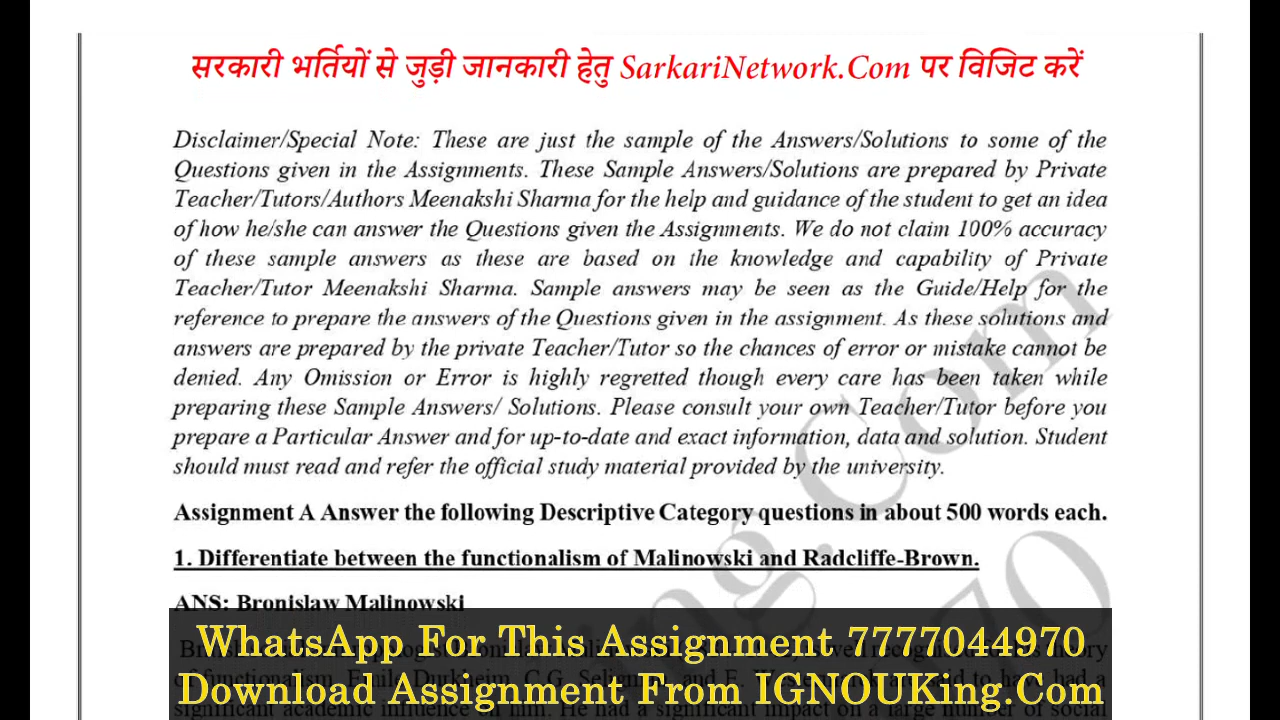 सरकारी भर्तियों से जुड़ी जानकारी हेतु SarkariNetwork.Com पर विजिट करें
Disclaimer/Special Note: These are just the sample of the Answers/Solutions to some of the
Questions given in the Assignments. These Sample Answers/Solutions are prepared by Private
Teacher/Tutors/Authors Meenakshi Sharma for the help and guidance of the student to get an idea
of how he/she can answer the Questions given the Assignments. We do not claim 100% accuracy
of these sample answers as these are based on the knowledge and capability of Private
Teacher/Tutor Meenakshi Sharma. Sample answers may be seen as the Guide/Help for the
reference to prepare the answers of the Questions given in the assignment. As these solutions and
answers are prepared by the private Teacher/Tutor so the chances of error or mistake cannot be
denied. Any Omission or Error is highly regretted though every care has been taken while
preparing these Sample Answers/ Solutions. Please consult your own Teacher/Tutor before you
prepare a Particular Answer and for up-to-date and exact information, data and solution. Student
should must read and refer the official study material provided by the university.
Assignment A Answer the following Descriptive Category questions in about 500 words each.
1. Differentiate between the functionalism of Malinowski and Radcliffe-Brown.
ANS: Bronislaw Malinowski
WhatsApp For This Assignment 7777044970
Download Assignment From IGNOUKing.Com